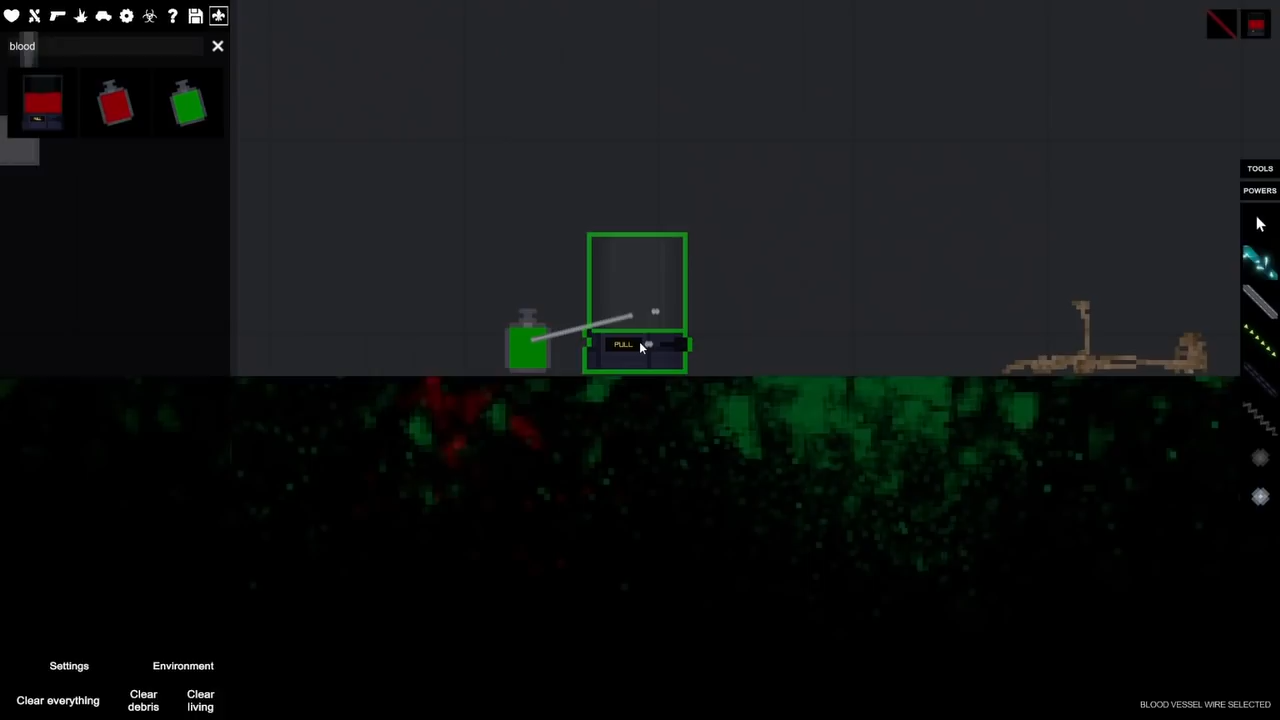 blood
TOOLS
POWERS
PULL
Settings
Environment
Clear everything
Clear
debris
Clear
living
BLOOD VESSEL WIRE SELECTED